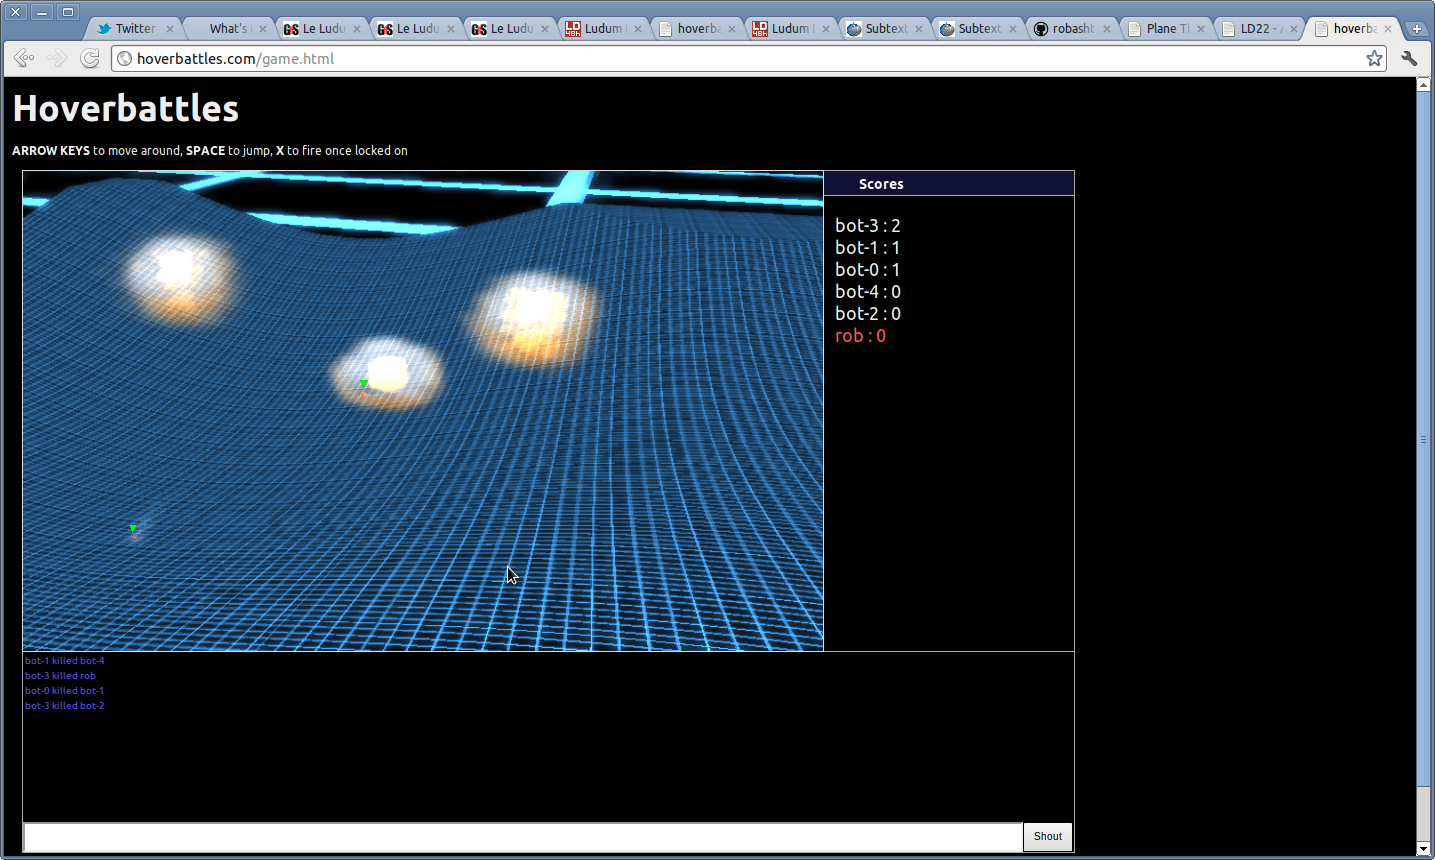 Twitter
What's
Le Ludu
Le Ludu
Le Ludu
Ludum
hoverba
Ludum
Subtext
Subtext
robasht
Plane Tl
LD22 -
hoverba
hoverbattles.com/game.html
Hoverbattles
ARROW KEYS to move around, SPACE to jump, X to fire once locked on
Scores
bot-3 : 2
bot-1 : 1
bot-0 : 1
bot-4 : 0
bot-2 : 0
rob : 0
bot-1 killed bot-4
bot-3 killed rob
bot-0 killed bot-1
bot-3 killed bot-2
Shout